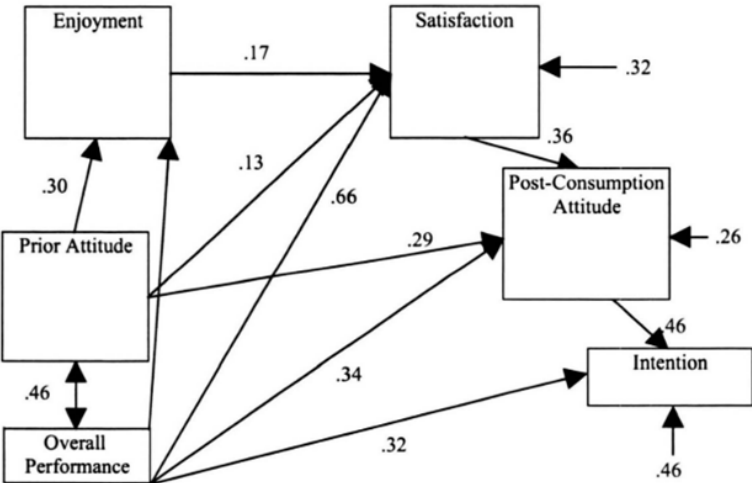 Enjoyment
Satisfaction
.17
.32
.36
.13
.30
.66
Post-Consumption
Attitude
Prior Attitude
.29
.26
.46
Intention
.46
.34
Overall
Performance
.32
.46